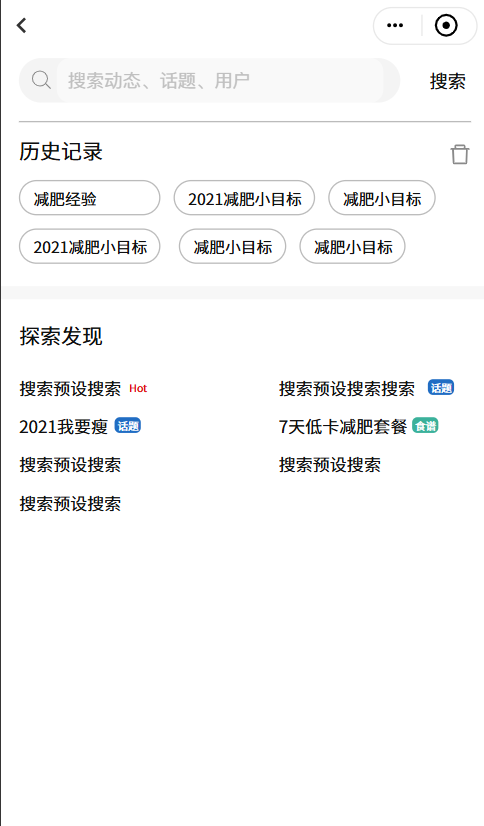 搜索动态、话题、用户 搜索
历史记录
减肥经验 2021减肥小目标 减肥小目标
2021减肥小目标 减肥小目标 减肥小目标
探索发现
搜索预设搜索 Hot 搜索预设搜索搜索 话题
2021我要瘦 话题 7天低卡减肥套餐 食谱
搜索预设搜索 搜索预设搜索
搜索预设搜索